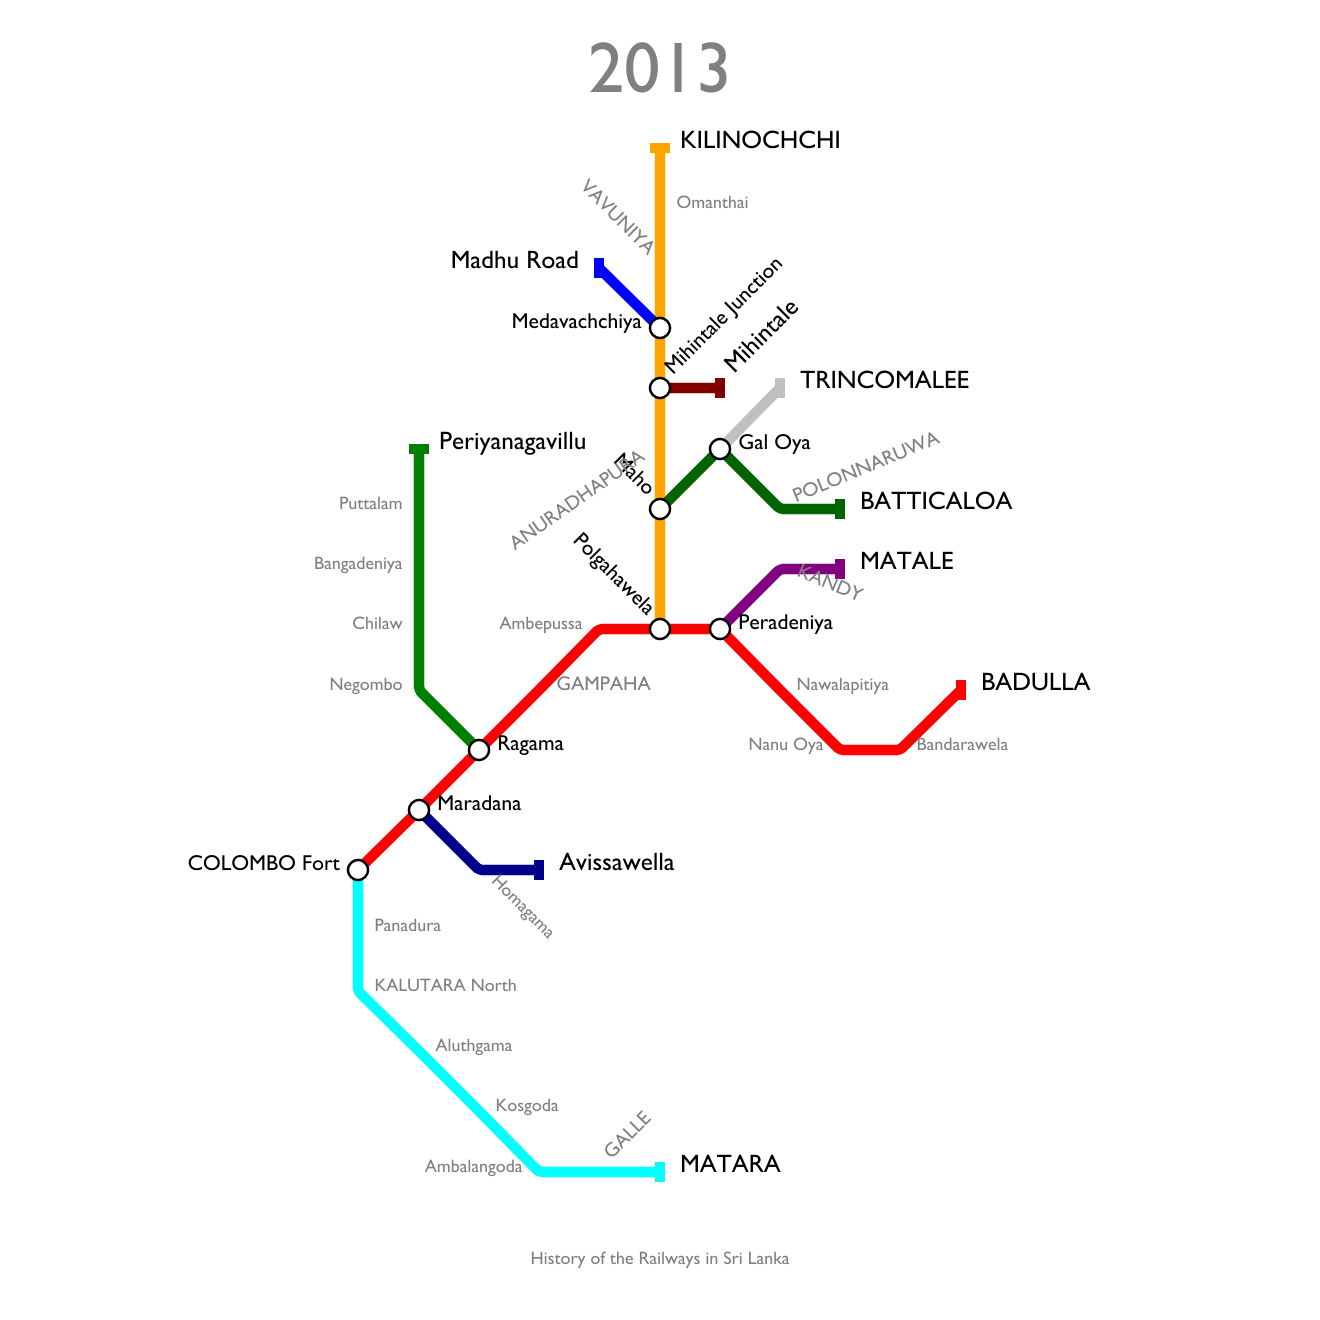 2013
KILINOCHCHI
VAVUNIYA
Omanthai
Madhu Road
Medavachchiya
Mihintale Junction
Mihintale
TRINCOMALEE
Periyanagavillu
Gal Oya
Maho
ANURADHAPURA
POLONNARUWA
Puttalam
BATTICALOA
Bangadeniya
MATALE
KANDY
Polgahawela
Chilaw
Ambepussa
Peradeniya
Negombo
GAMPAHA
Nawalapitiya
BADULLA
Ragama
Nanu Oya
Bandarawela
Maradana
COLOMBO Fort
Avissawella
Homagama
Panadura
KALUTARA North
Aluthgama
Kosgoda
GALLE
Ambalangoda
MATARA
History of the Railways in Sri Lanka